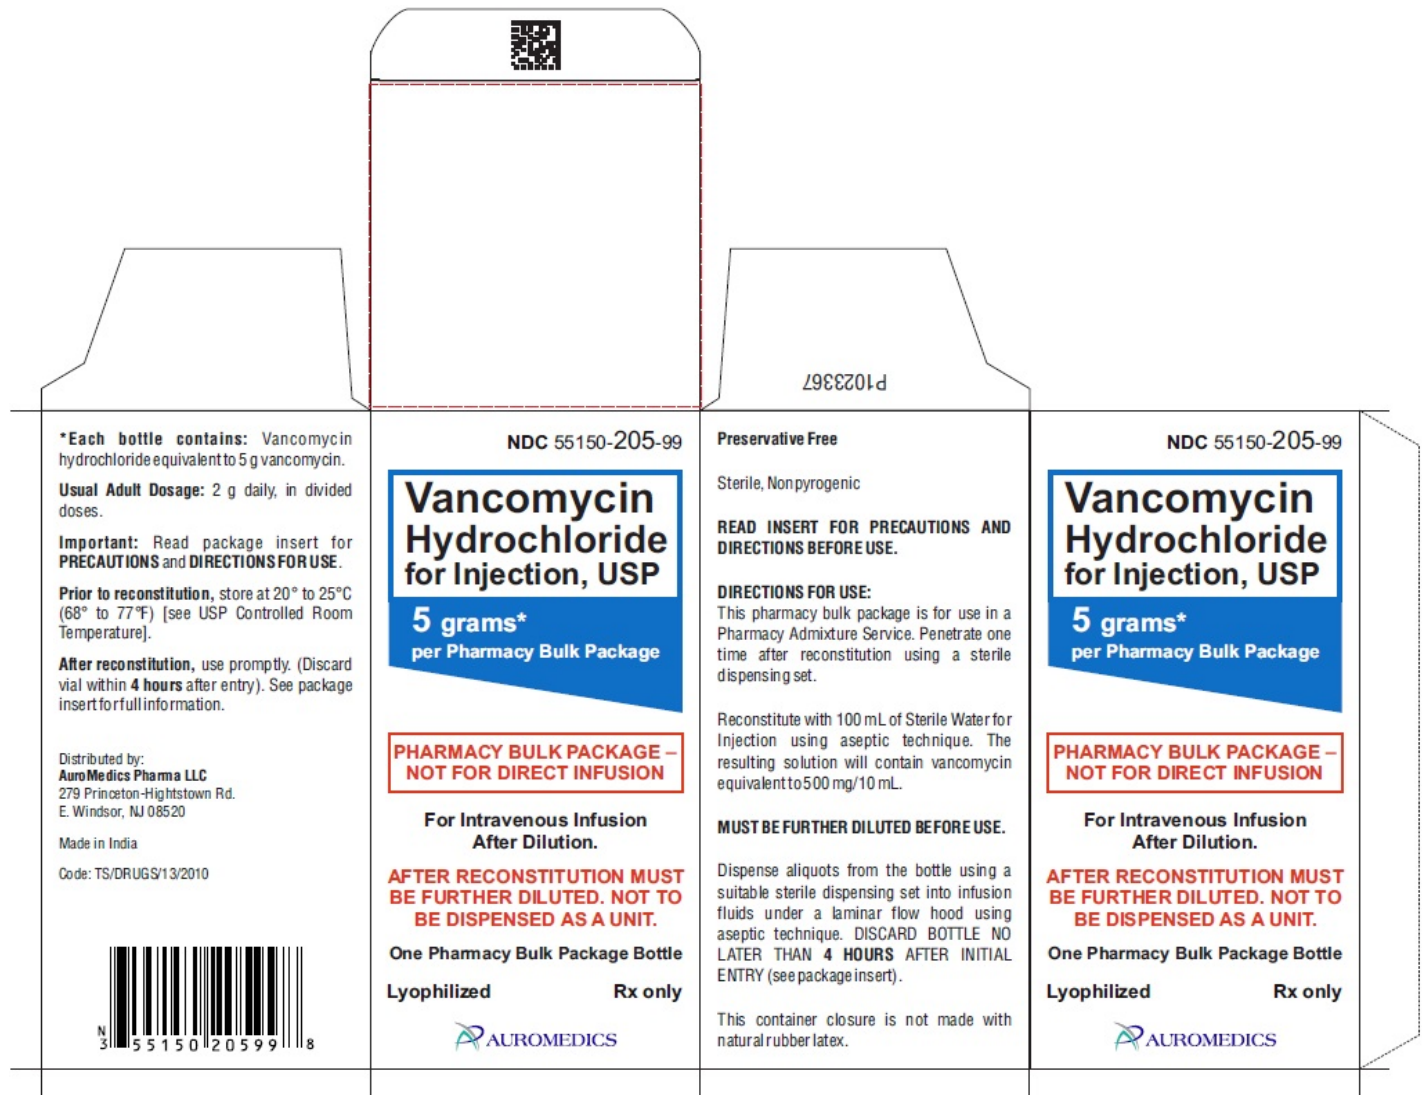 P1023367
*Each bottle contains: Vancomycin
hydrochloride equivalent to 5 g vancomycin.
Usual Adult Dosage: 2 g daily, in divided
doses.
Important: Read package insert for
PRECAUTIONS and DIRECTIONS FOR USE.
Prior to reconstitution, store at 20° to 25°C
(68° to 77°F) [see USP Controlled Room
Temperature].
After reconstitution, use promptly. (Discard
vial within 4 hours after entry). See package
insert for full information.
Distributed by:
AuroMedics Pharma LLC
279 Princeton-Hightstown Rd.
E. Windsor, NJ 08520
Made in India
Code: TS/DRUGS/13/2010
N
3 55150 20599 8
NDC 55150-205-99
Vancomycin
Hydrochloride
for Injection, USP
5 grams*
per Pharmacy Bulk Package
PHARMACY BULK PACKAGE –
NOT FOR DIRECT INFUSION
For Intravenous Infusion
After Dilution.
AFTER RECONSTITUTION MUST
BE FURTHER DILUTED. NOT TO
BE DISPENSED AS A UNIT.
One Pharmacy Bulk Package Bottle
Lyophilized Rx only
AUROMEDICS
Preservative Free
Sterile, Nonpyrogenic
READ INSERT FOR PRECAUTIONS AND
DIRECTIONS BEFORE USE.
DIRECTIONS FOR USE:
This pharmacy bulk package is for use in a
Pharmacy Admixture Service. Penetrate one
time after reconstitution using a sterile
dispensing set.
Reconstitute with 100 mL of Sterile Water for
Injection using aseptic technique. The
resulting solution will contain vancomycin
equivalent to 500 mg/10 mL.
MUST BE FURTHER DILUTED BEFORE USE.
Dispense aliquots from the bottle using a
suitable sterile dispensing set into infusion
fluids under a laminar flow hood using
aseptic technique. DISCARD BOTTLE NO
LATER THAN 4 HOURS AFTER INITIAL
ENTRY (see package insert).
This container closure is not made with
natural rubber latex.
NDC 55150-205-99
Vancomycin
Hydrochloride
for Injection, USP
5 grams*
per Pharmacy Bulk Package
PHARMACY BULK PACKAGE –
NOT FOR DIRECT INFUSION
For Intravenous Infusion
After Dilution.
AFTER RECONSTITUTION MUST
BE FURTHER DILUTED. NOT TO
BE DISPENSED AS A UNIT.
One Pharmacy Bulk Package Bottle
Lyophilized Rx only
AUROMEDICS